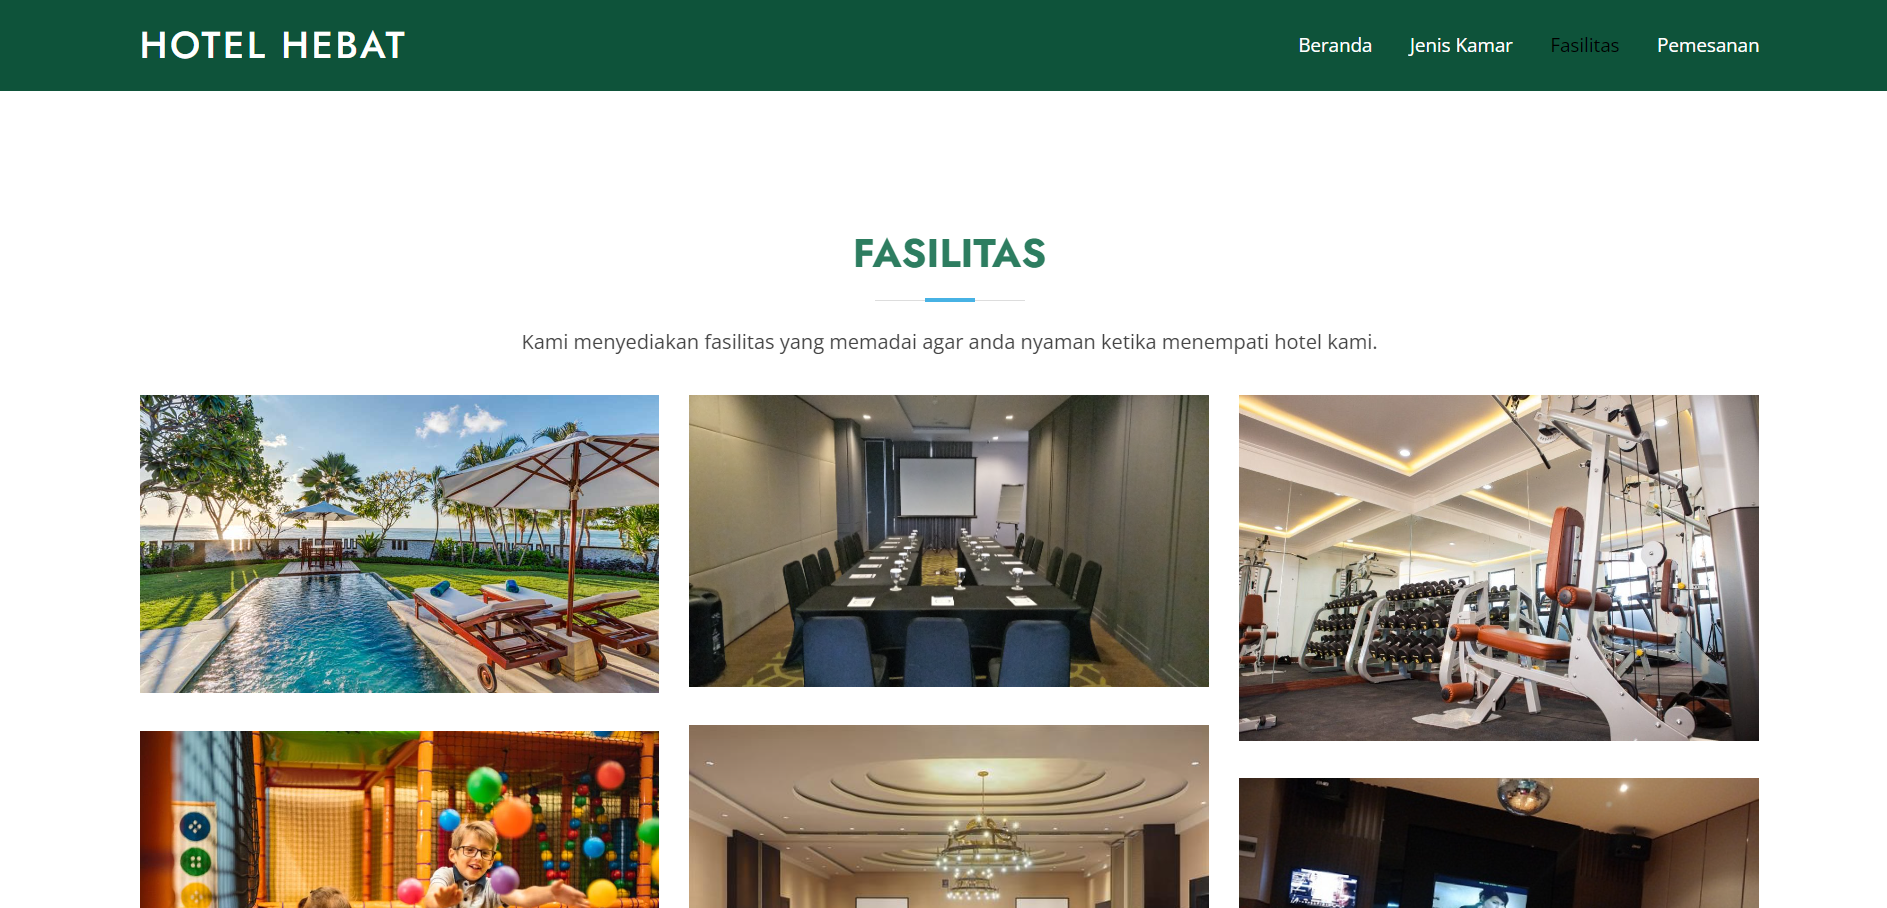 HOTEL HEBAT
Beranda Jenis Kamar Fasilitas Pemesanan
FASILITAS
Kami menyediakan fasilitas yang memadai agar anda nyaman ketika menempati hotel kami.